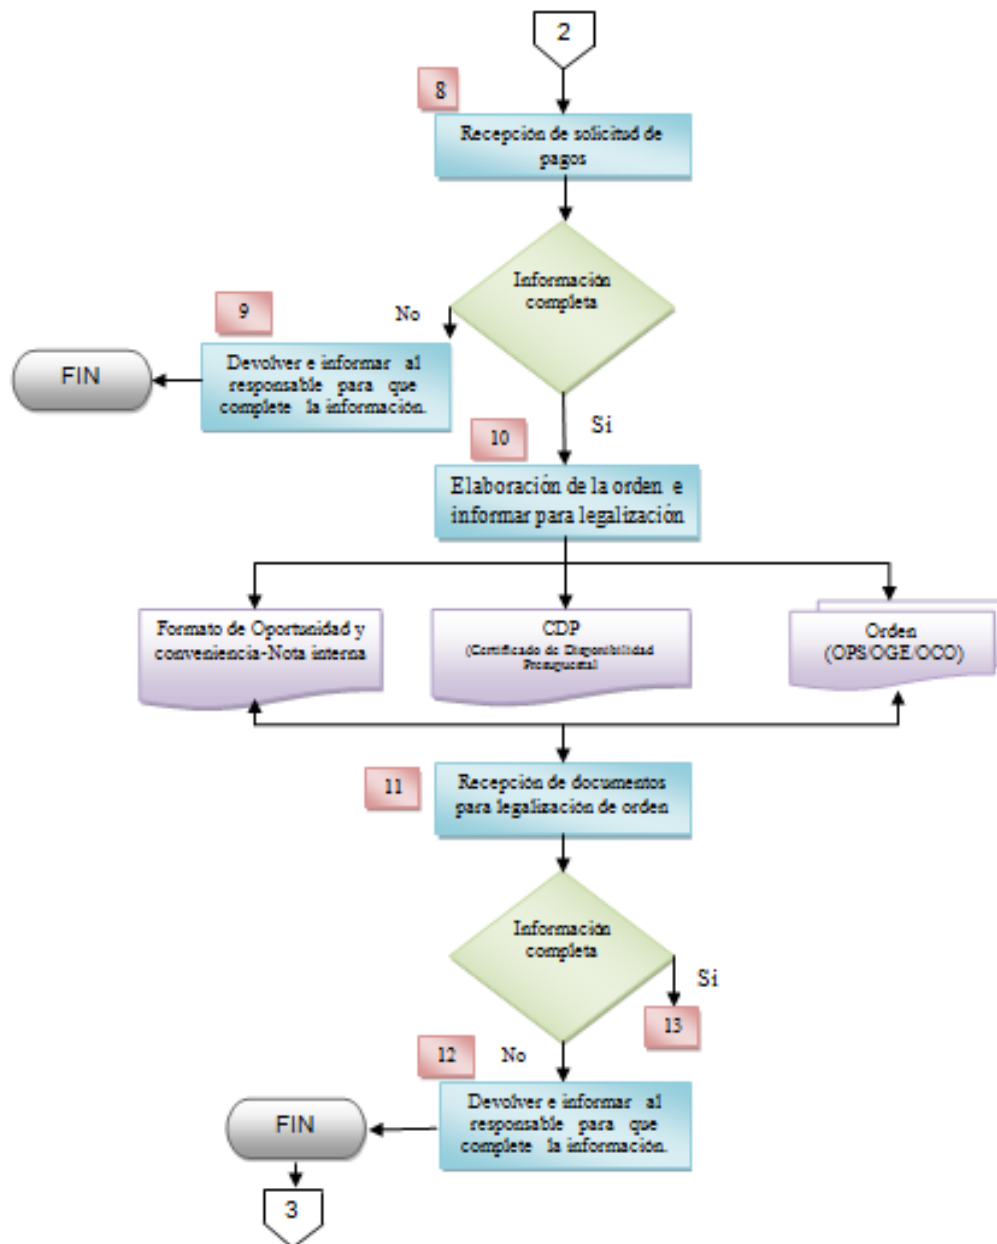 2
8
Recepción de solicitud de
pagos
Información
completa
No
9
Devolver e informar al
responsable para que
complete la información.
FIN
Si
10
Elaboración de la orden e
informar para legalización
Formato de Oportunidad y
conveniencia-Nota interna
CDP
(Certificado de Disponibilidad
Presupuestal
Orden
(OPS/OGE/OCO)
11
Recepción de documentos
para legalización de orden
Información
completa
Si
13
12
No
Devolver e informar al
responsable para que
complete la información.
FIN
3